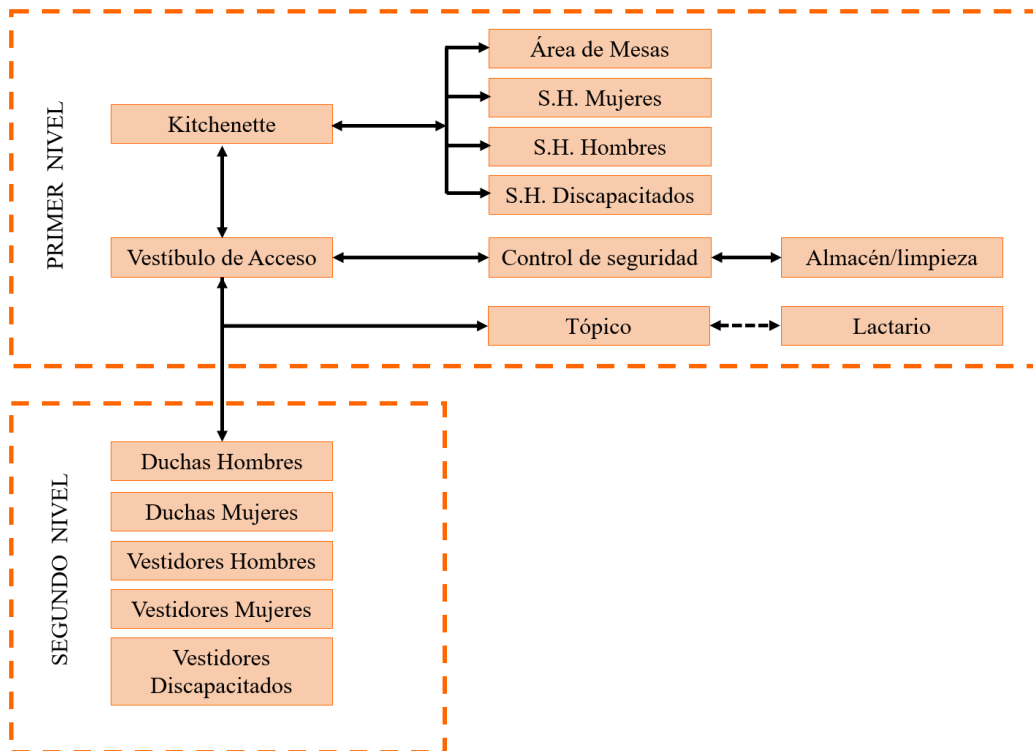 PRIMER NIVEL
Área de Mesas
S.H. Mujeres
Kitchenette
S.H. Hombres
S.H. Discapacitados
Vestíbulo de Acceso
Control de seguridad
Almacén/limpieza
Tópico
Lactario
SEGUNDO NIVEL
Duchas Hombres
Duchas Mujeres
Vestidores Hombres
Vestidores Mujeres
Vestidores
Discapacitados